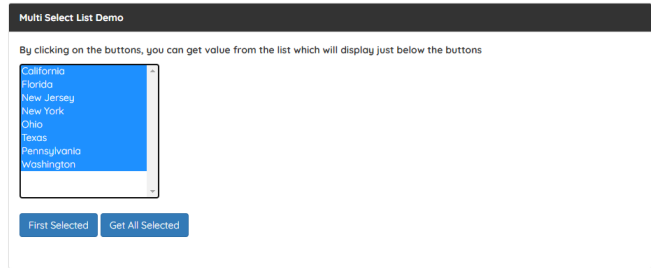 Multi Select List Demo
By clicking on the buttons, you can get value from the list which will display just below the buttons
California
Florida
New Jersey
New York
Ohio
Texas
Pennsylvania
Washington
First Selected Get All Selected